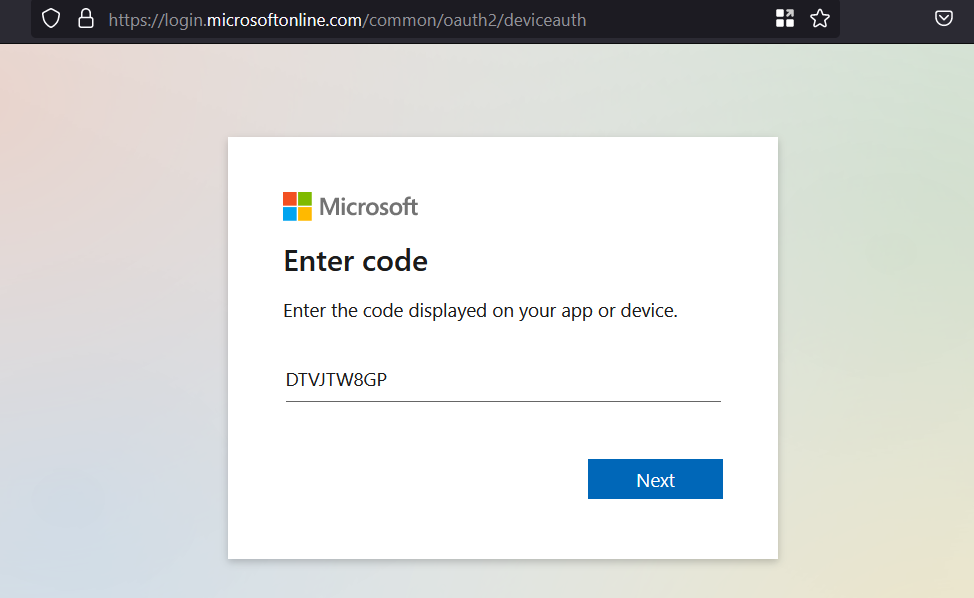 https://login.microsoftonline.com/common/oauth2/deviceauth
Microsoft
Enter code
Enter the code displayed on your app or device.
DTVJTW8GP
Next